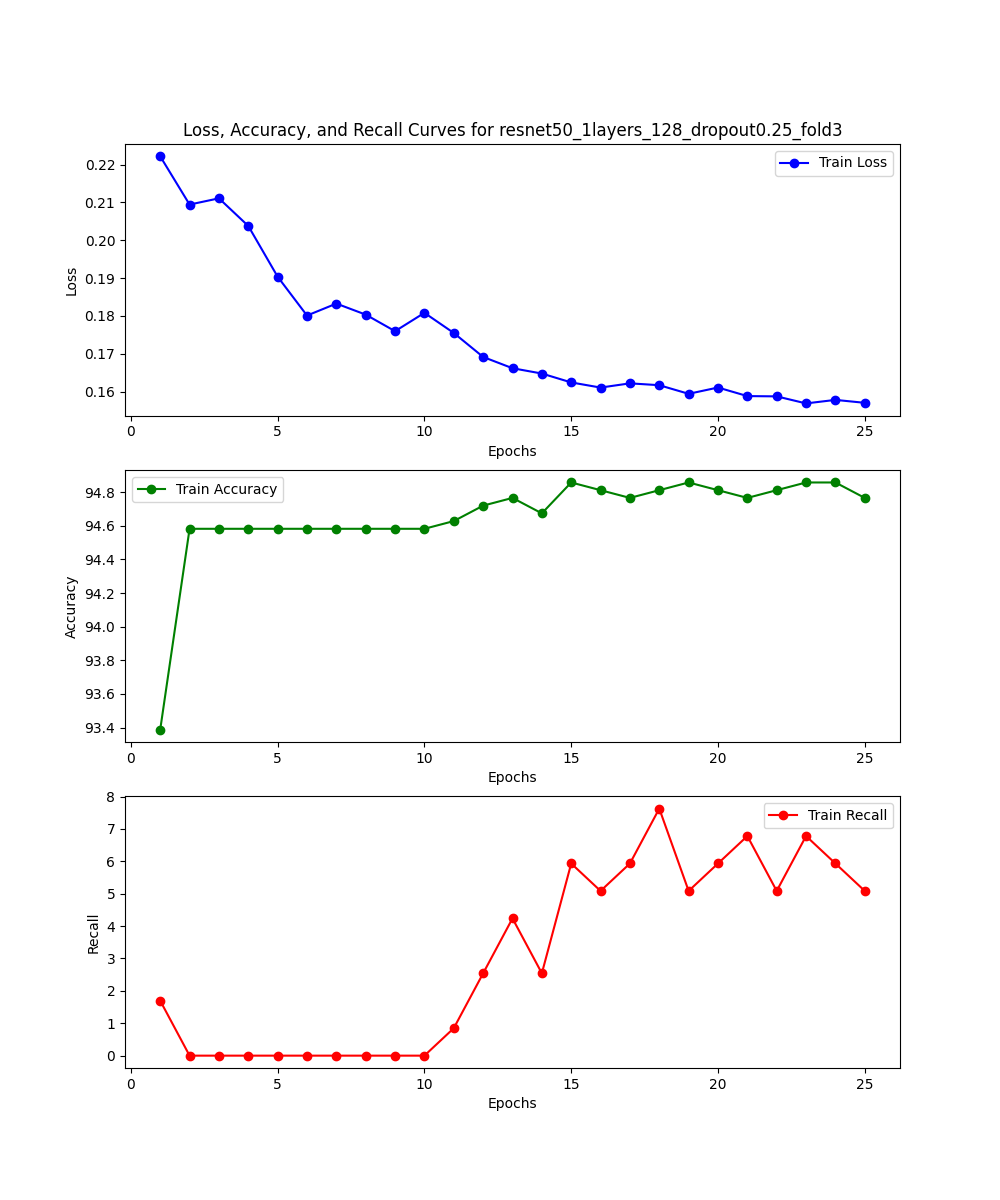 Loss, Accuracy, and Recall Curves for resnet50_1layers_128_dropout0.25_fold3
Train Loss
0.22
0.21
0.20
0.19
0.18
0.17
0.16
Loss
0 5 10 15 20 25
Epochs
Train Accuracy
94.8
94.6
94.4
94.2
94.0
93.8
93.6
93.4
Accuracy
0 5 10 15 20 25
Epochs
Train Recall
8
7
6
5
4
3
2
1
0
Recall
0 5 10 15 20 25
Epochs